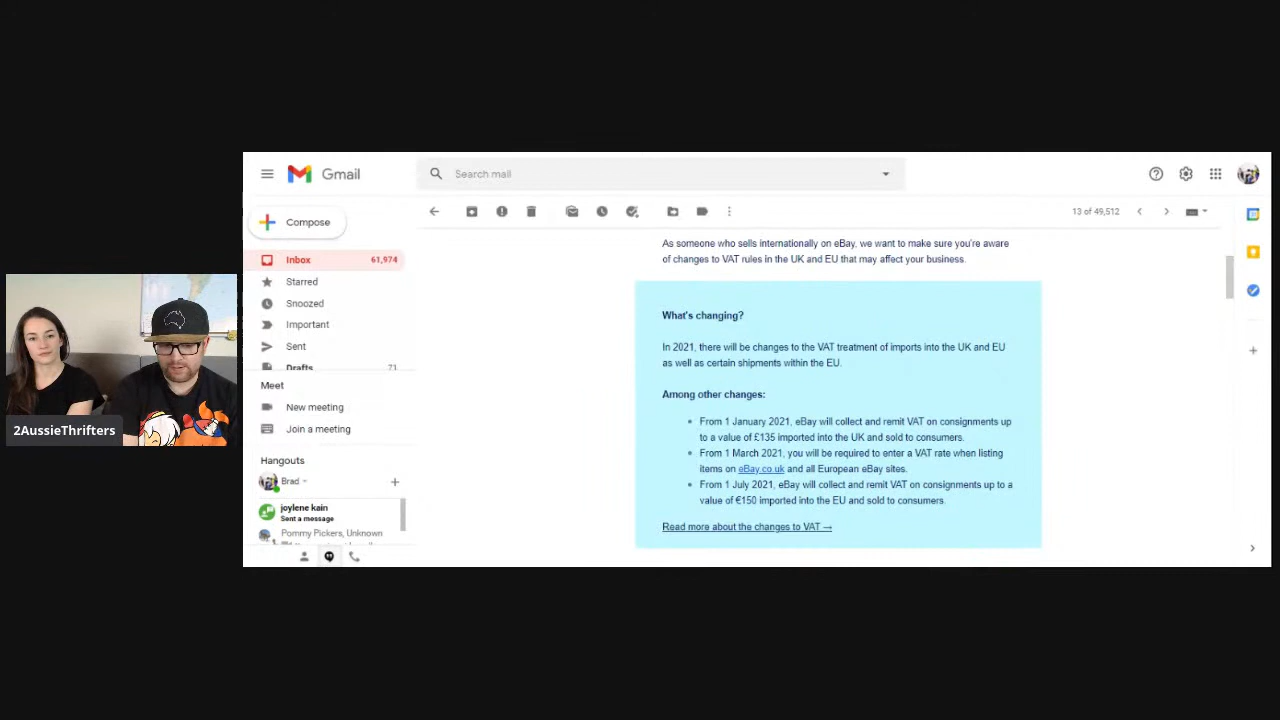 Gmail
Search mail
Compose
13 of 49,512
Inbox 61,974
Starred
Snoozed
Important
Sent
Drafts 71
Meet
New meeting
Join a meeting
Hangouts
Brad
joylene kain
Sent a message
Pommy Pickers, Unknown
2AussieThrifters
As someone who sells internationally on eBay, we want to make sure you're aware
of changes to VAT rules in the UK and EU that may affect your business.
What's changing?
In 2021, there will be changes to the VAT treatment of imports into the UK and EU
as well as certain shipments within the EU.
Among other changes:
From 1 January 2021, eBay will collect and remit VAT on consignments up
to a value of £135 imported into the UK and sold to consumers.
From 1 March 2021, you will be required to enter a VAT rate when listing
items on eBay.co.uk and all European eBay sites.
From 1 July 2021, eBay will collect and remit VAT on consignments up to a
value of €150 imported into the EU and sold to consumers.
Read more about the changes to VAT →